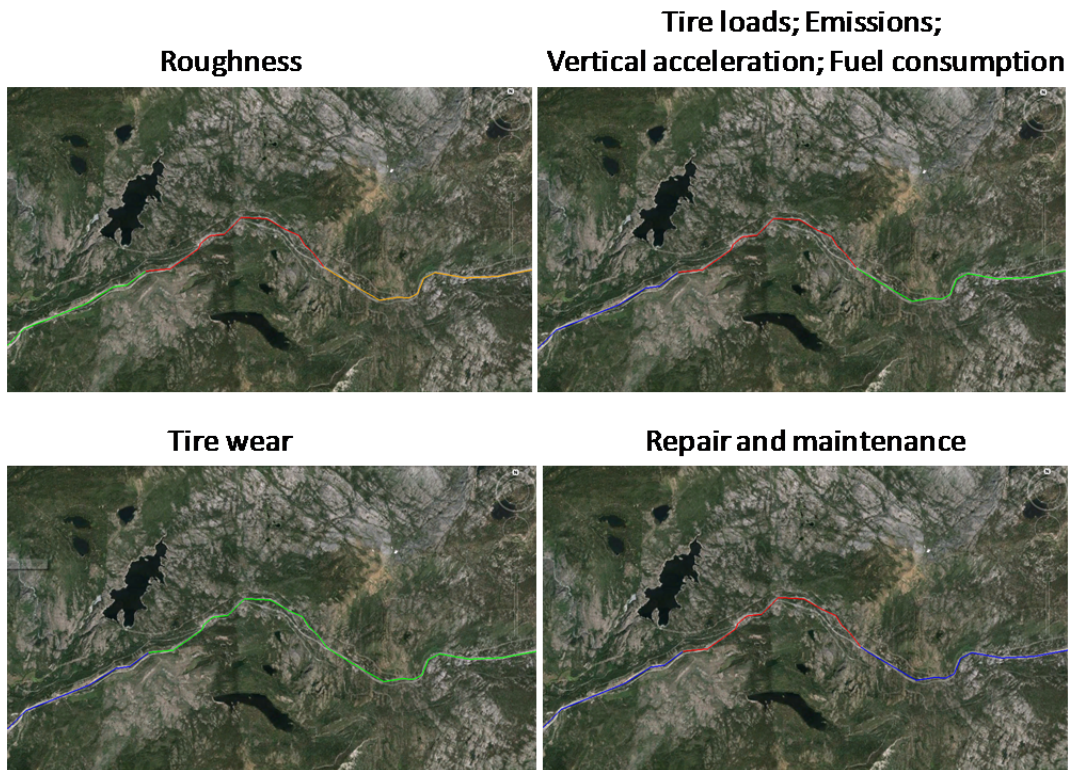 Roughness
Tire loads; Emissions;
Vertical acceleration; Fuel consumption
Tire wear
Repair and maintenance